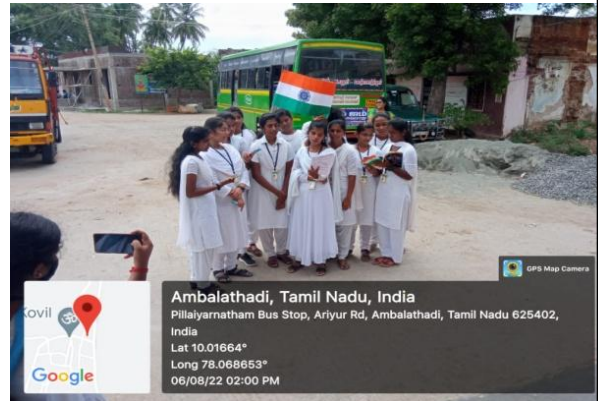 GPS Map Camera
Kovil
Google
Ambalathadi, Tamil Nadu, India
Pillaiyarnatham Bus Stop, Ariyur Rd, Ambalathadi, Tamil Nadu 625402,
India
Lat 10.01664°
Long 78.068653°
06/08/22 02:00 PM